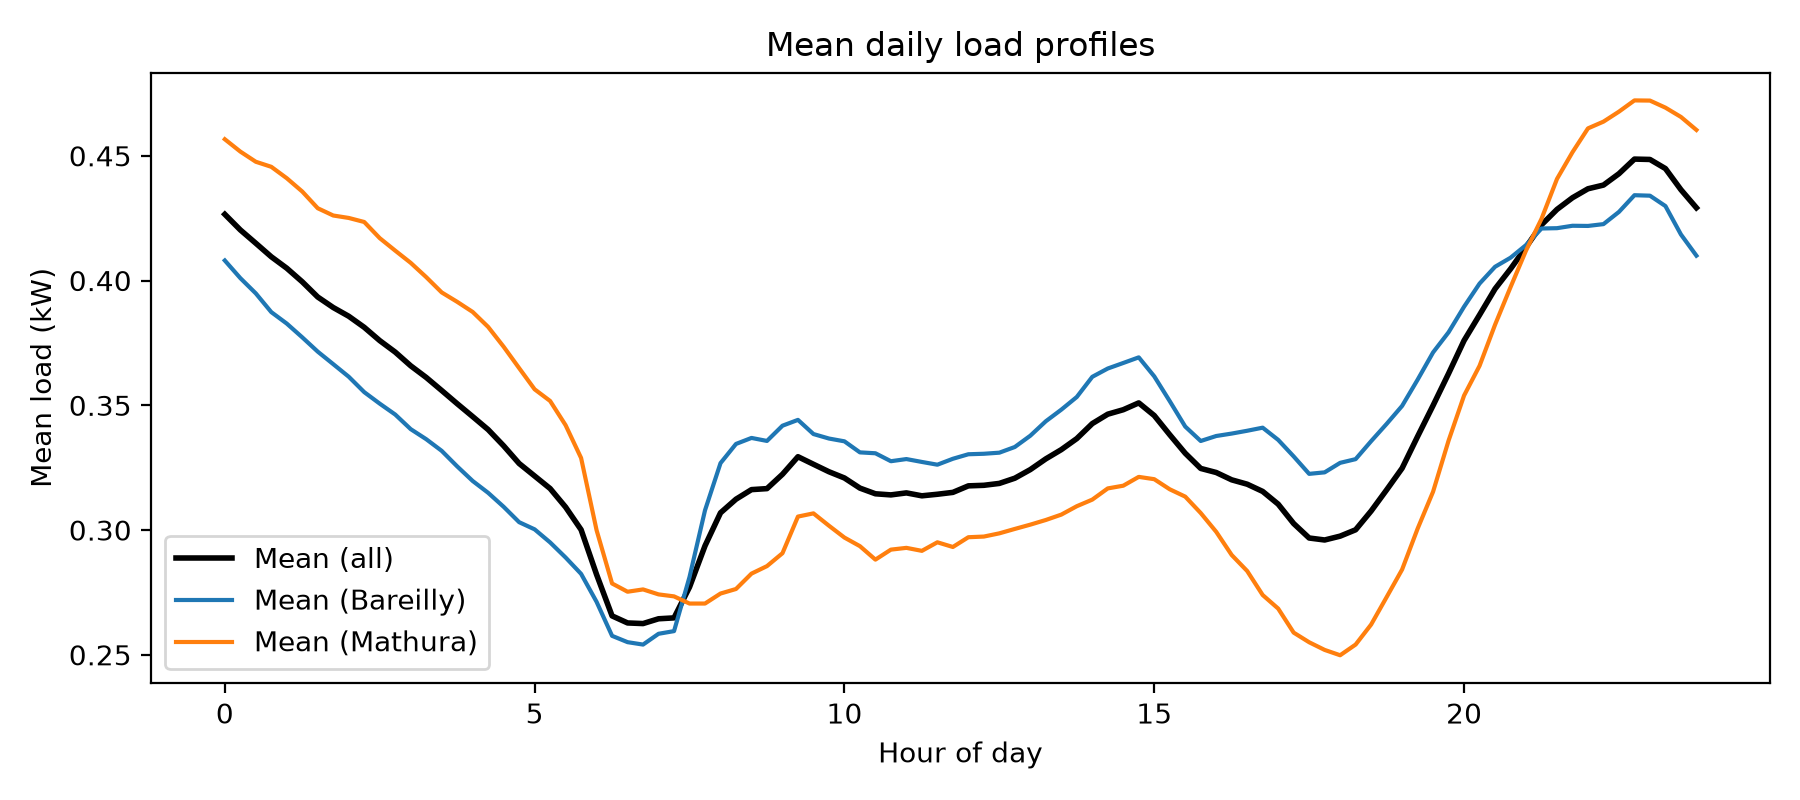 Mean daily load profiles
Mean load (kW)
0.45
0.40
0.35
0.30
0.25
Mean (all)
Mean (Bareilly)
Mean (Mathura)
0 5 10 15 20
Hour of day